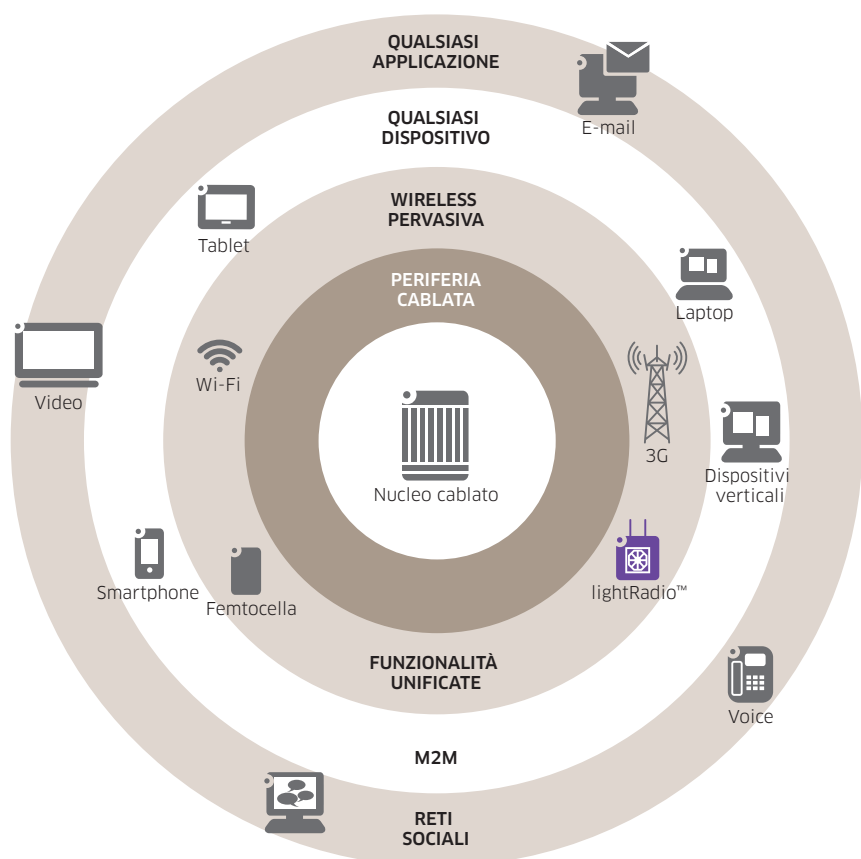 QUALSIASI
APPLICAZIONE
E-mail
QUALSIASI
DISPOSITIVO
WIRELESS
PERVASIVA
Tablet
PERIFERIA
CABLATA
Laptop
Wi-Fi
Video
3G
Nucleo cablato
Dispositivi
verticali
Smartphone
Femtocella
lightRadio™
FUNZIONALITÀ
UNIFICATE
Voice
M2M
RETI
SOCIALI